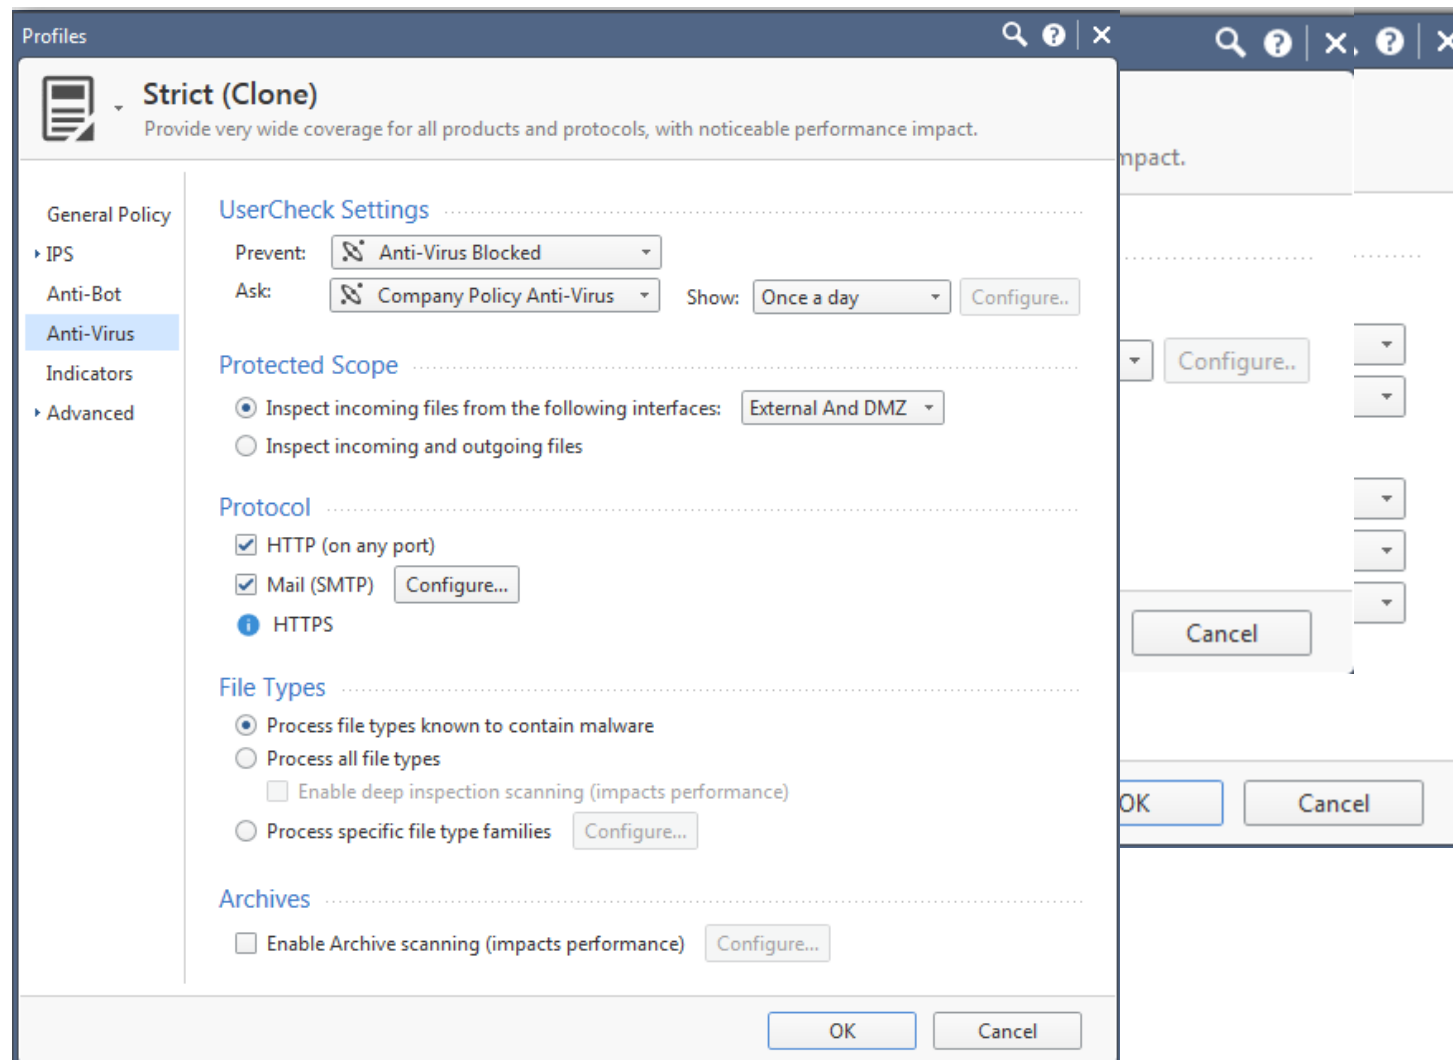 Profiles
Strict (Clone)
Provide very wide coverage for all products and protocols, with noticeable performance impact.
General Policy
IPS
Anti-Bot
Anti-Virus
Indicators
Advanced
UserCheck Settings
Prevent: Anti-Virus Blocked
Ask: Company Policy Anti-Virus Show: Once a day Configure..
Protected Scope
Inspect incoming files from the following interfaces: External And DMZ
Inspect incoming and outgoing files
Protocol
HTTP (on any port)
Mail (SMTP) Configure...
HTTPS
File Types
Process file types known to contain malware
Process all file types
Enable deep inspection scanning (impacts performance)
Process specific file type families Configure...
Archives
Enable Archive scanning (impacts performance) Configure...
OK Cancel
mpact.
Configure..
Cancel
OK Cancel